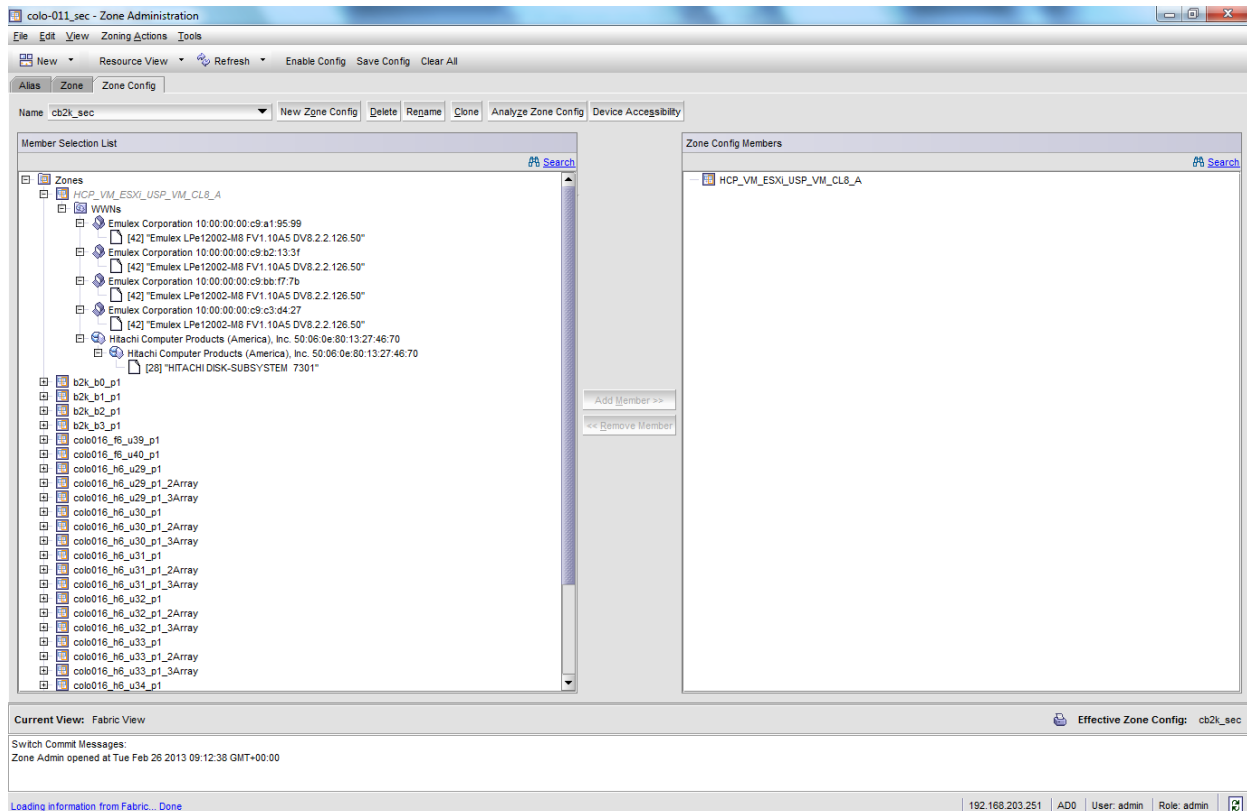 colo-011_sec - Zone Administration
File Edit View Zoning Actions Tools
New Resource View Refresh Enable Config Save Config Clear All
Alias Zone Zone Config
Name cb2k_sec New Zone Config Delete Rename Clone Analyze Zone Config Device Accessibility
Member Selection List
Search
Zones
HCP_VM_ESXi_USP_VM_CL8_A
WWNs
Emulex Corporation 10:00:00:00:c9:a1:95:99
[42] "Emulex LPe12002-M8 FV1.10A5 DV8.2.2.126.50"
Emulex Corporation 10:00:00:00:c9:b2:13:3f
[42] "Emulex LPe12002-M8 FV1.10A5 DV8.2.2.126.50"
Emulex Corporation 10:00:00:00:c9:bb:f7:7b
[42] "Emulex LPe12002-M8 FV1.10A5 DV8.2.2.126.50"
Emulex Corporation 10:00:00:00:c9:c3:d4:27
[42] "Emulex LPe12002-M8 FV1.10A5 DV8.2.2.126.50"
Hitachi Computer Products (America), Inc. 50:06:0e:80:13:27:46:70
Hitachi Computer Products (America), Inc. 50:06:0e:80:13:27:46:70
[28] "HITACHI DISK-SUBSYSTEM 7301"
b2k_b0_p1
b2k_b1_p1
b2k_b2_p1
b2k_b3_p1
colo016_f6_u39_p1
colo016_f6_u40_p1
colo016_h6_u29_p1
colo016_h6_u29_p1_2Array
colo016_h6_u29_p1_3Array
colo016_h6_u30_p1
colo016_h6_u30_p1_2Array
colo016_h6_u30_p1_3Array
colo016_h6_u31_p1
colo016_h6_u31_p1_2Array
colo016_h6_u31_p1_3Array
colo016_h6_u32_p1
colo016_h6_u32_p1_2Array
colo016_h6_u32_p1_3Array
colo016_h6_u33_p1
colo016_h6_u33_p1_2Array
colo016_h6_u33_p1_3Array
colo016_h6_u34_p1
Add Member >>
<< Remove Member
Zone Config Members
Search
HCP_VM_ESXi_USP_VM_CL8_A
Current View: Fabric View
Effective Zone Config: cb2k_sec
Switch Commit Messages:
Zone Admin opened at Tue Feb 26 2013 09:12:38 GMT+00:00
Loading information from Fabric... Done
192.168.203.251 AD0 User: admin Role: admin